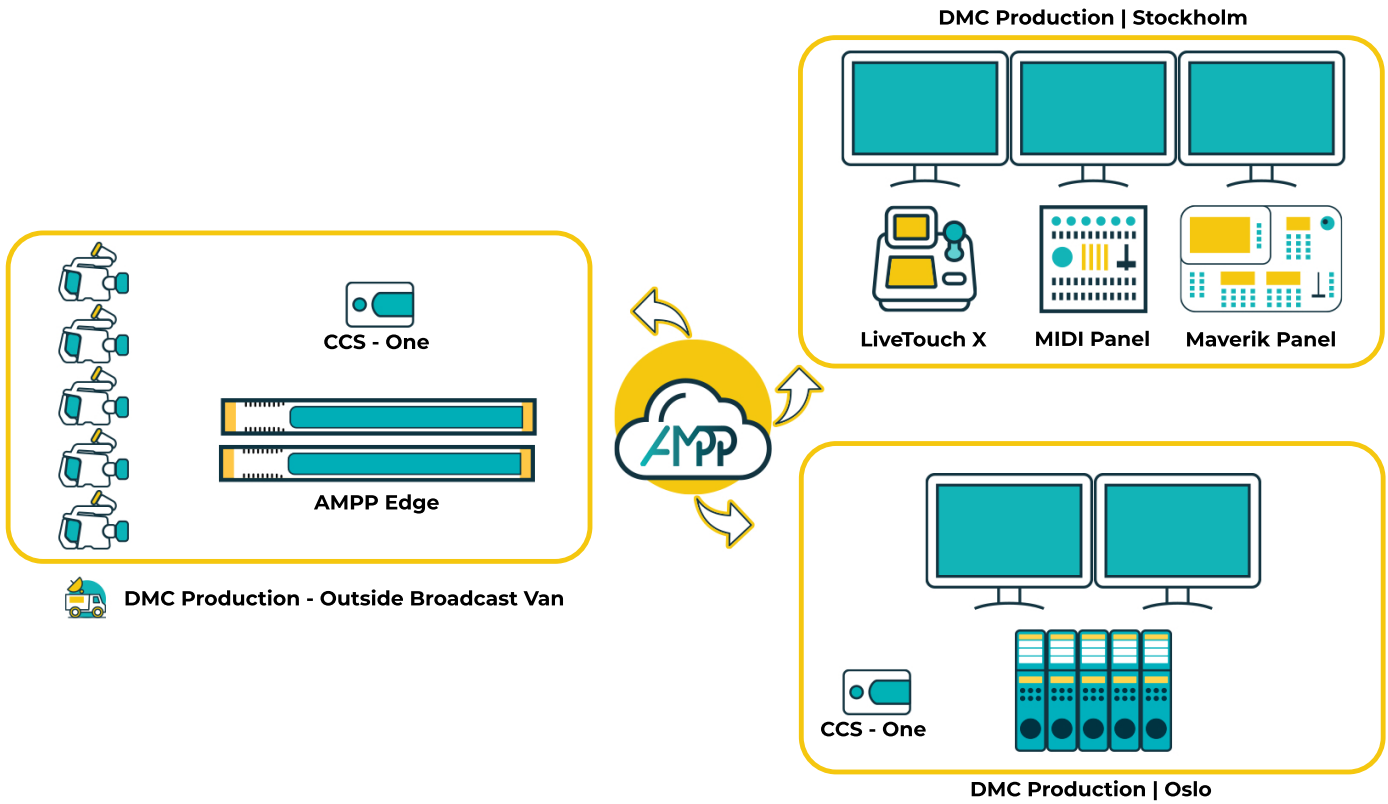 DMC Production | Stockholm
LiveTouch X
MIDI Panel
Maverik Panel
CCS - One
AMPP Edge
DMC Production - Outside Broadcast Van
AMPP
CCS - One
DMC Production | Oslo